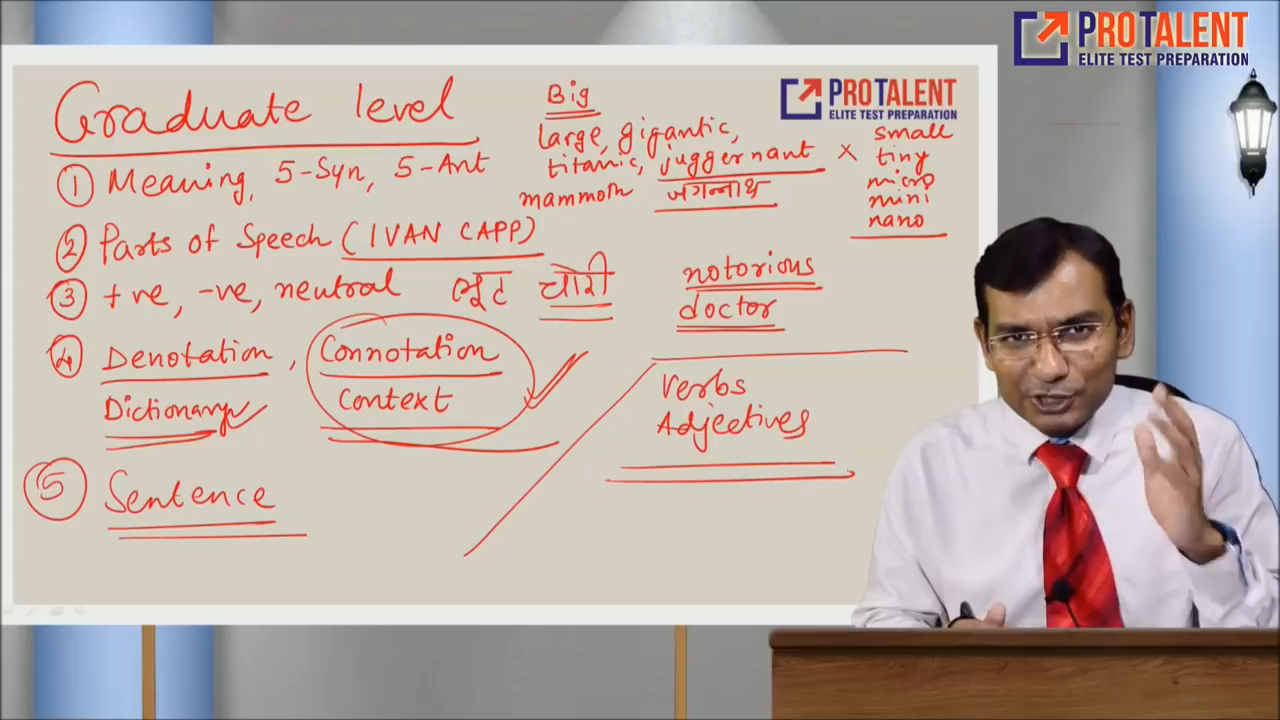 PROTALENT
ELITE TEST PREPARATION
PROTALENT
ELITE TEST PREPARATION
Graduate level
① Meaning, 5-Syn, 5-Ant
② Parts of Speech (IVAN CAPP)
③ +ve, -ve, neutral
झूठ चोरी
④ Denotation, Connotation
Dictionary Context
⑤ Sentence
Big
large, gigantic,
titanic, juggernant
mammoth जगन्नाथ
×
small
tiny
micro
mini
nano
notorious
doctor
Verbs
Adjectives